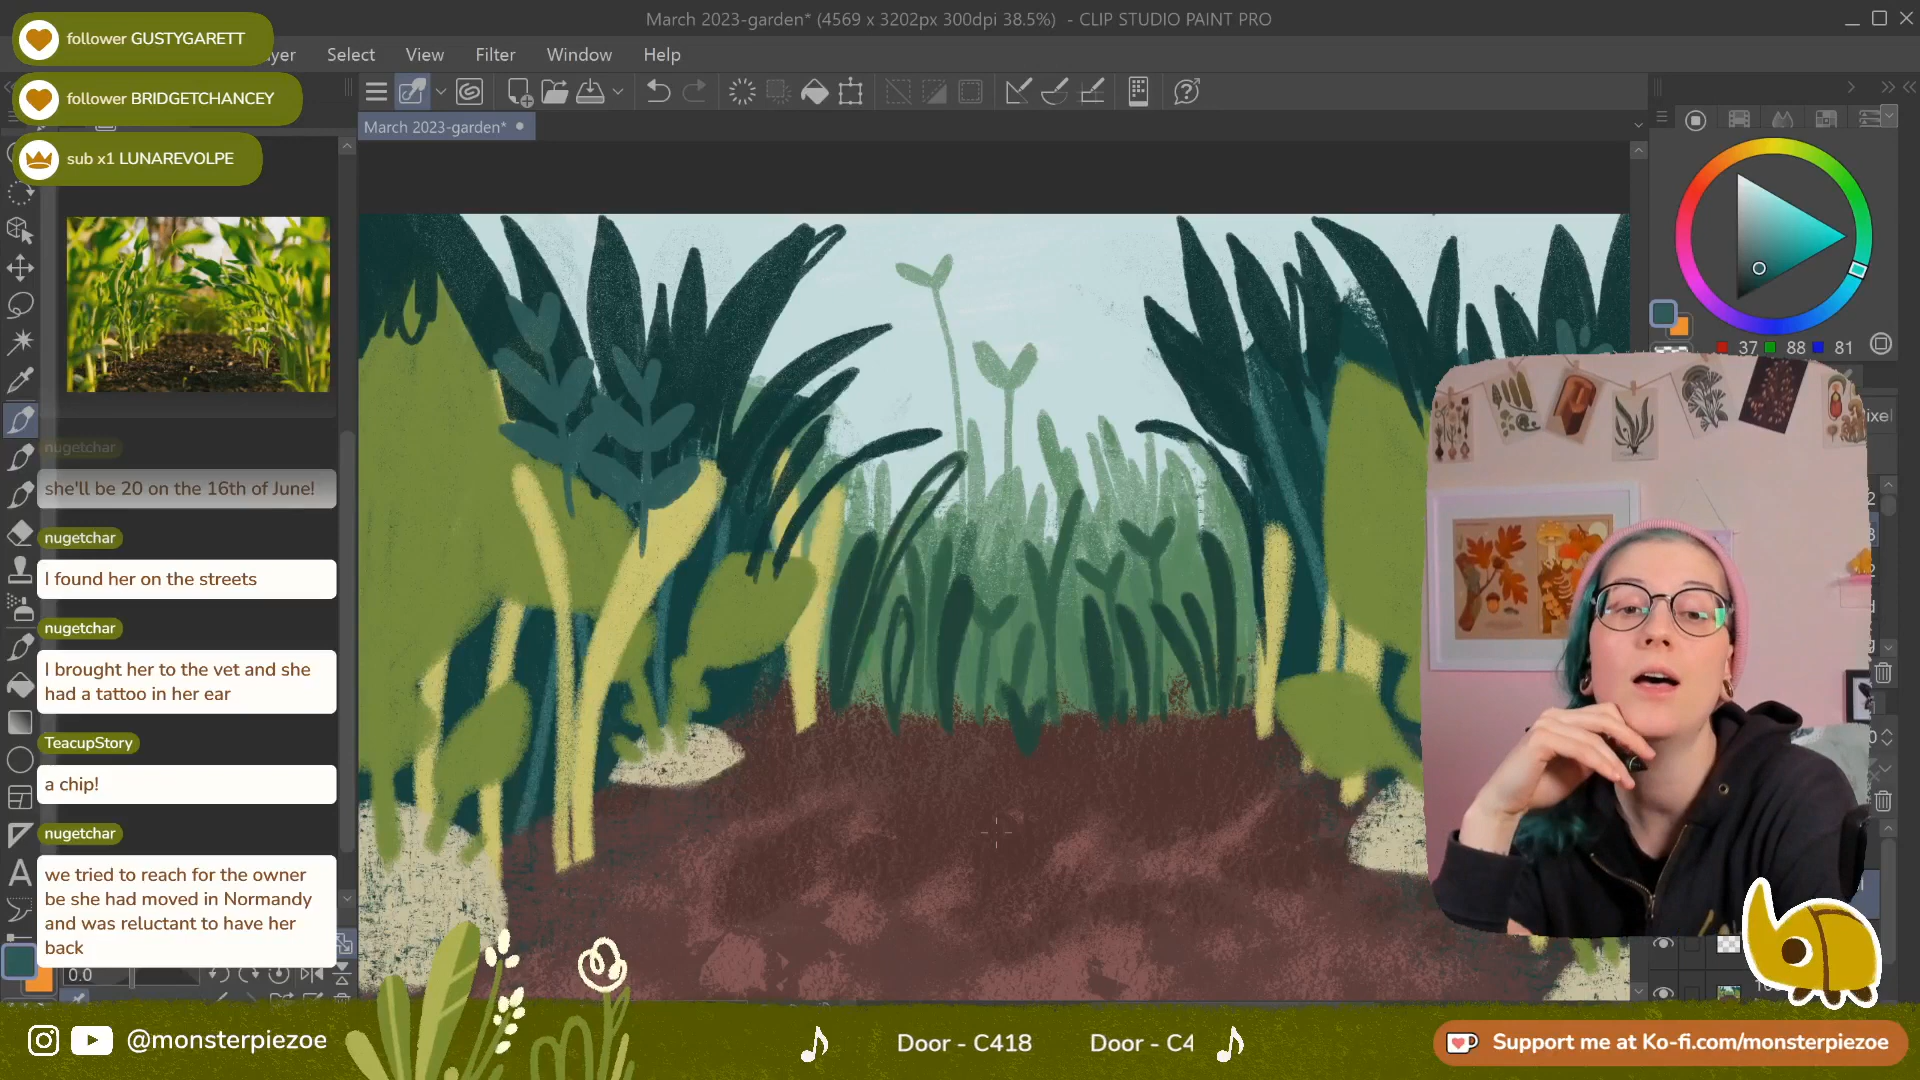 March 2023-garden* (4569 x 3202px 300dpi 38.5%) - CLIP STUDIO PAINT PRO
follower GUSTYGARETT
Select View Filter Window Help
follower BRIDGETCHANCEY
March 2023-garden*
sub x1 LUNAREVOLPE
37 88 81
nugetchar
she'll be 20 on the 16th of June!
nugetchar
I found her on the streets
nugetchar
I brought her to the vet and she
had a tattoo in her ear
TeacupStory
a chip!
nugetchar
we tried to reach for the owner
be she had moved in Normandy
and was reluctant to have her
back
0.0
@monsterpiezoe
Door - C418 Door - C4
Support me at Ko-fi.com/monsterpiezoe